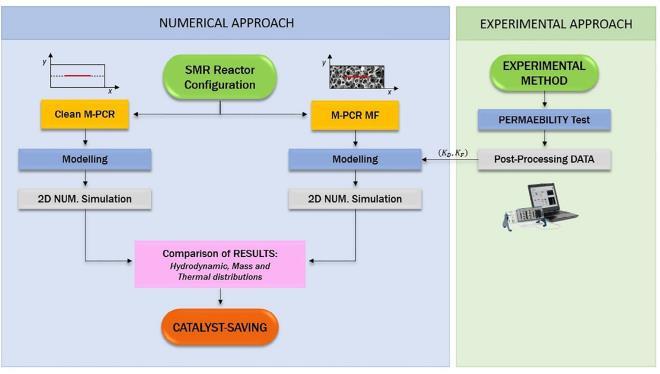 NUMERICAL APPROACH
EXPERIMENTAL APPROACH
y
x
SMR Reactor
Configuration
y
x
EXPERIMENTAL
METHOD
Clean M-PCR
M-PCR MF
PERMAEBILITY Test
Modelling
Modelling
(K_D, K_F)
Post-Processing DATA
2D NUM. Simulation
2D NUM. Simulation
Comparison of RESULTS:
Hydrodynamic, Mass and
Thermal distributions
CATALYST-SAVING